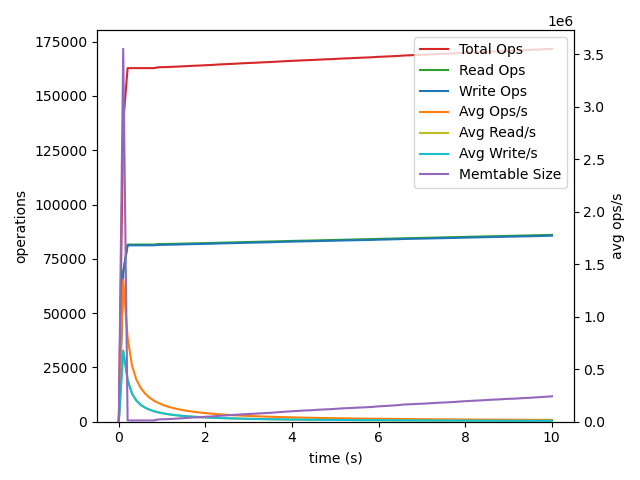 1e6
175000
150000
125000
100000
75000
50000
25000
0
operations
3.5
3.0
2.5
2.0
1.5
1.0
0.5
0.0
avg ops/s
Total Ops
Read Ops
Write Ops
Avg Ops/s
Avg Read/s
Avg Write/s
Memtable Size
0 2 4 6 8 10
time (s)